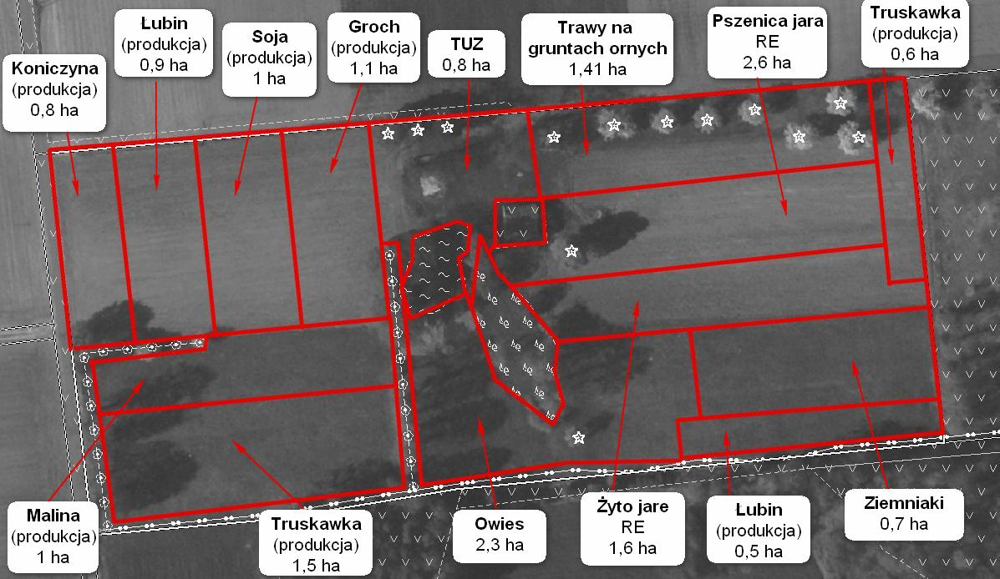 Koniczyna
(produkcja)
0,8 ha
Łubin
(produkcja)
0,9 ha
Soja
(produkcja)
1 ha
Groch
(produkcja)
1,1 ha
TUZ
0,8 ha
Trawy na
gruntach ornych
1,41 ha
Pszenica jara
RE
2,6 ha
Truskawka
(produkcja)
0,6 ha
Malina
(produkcja)
1 ha
Truskawka
(produkcja)
1,5 ha
Owies
2,3 ha
Żyto jare
RE
1,6 ha
Łubin
(produkcja)
0,5 ha
Ziemniaki
0,7 ha